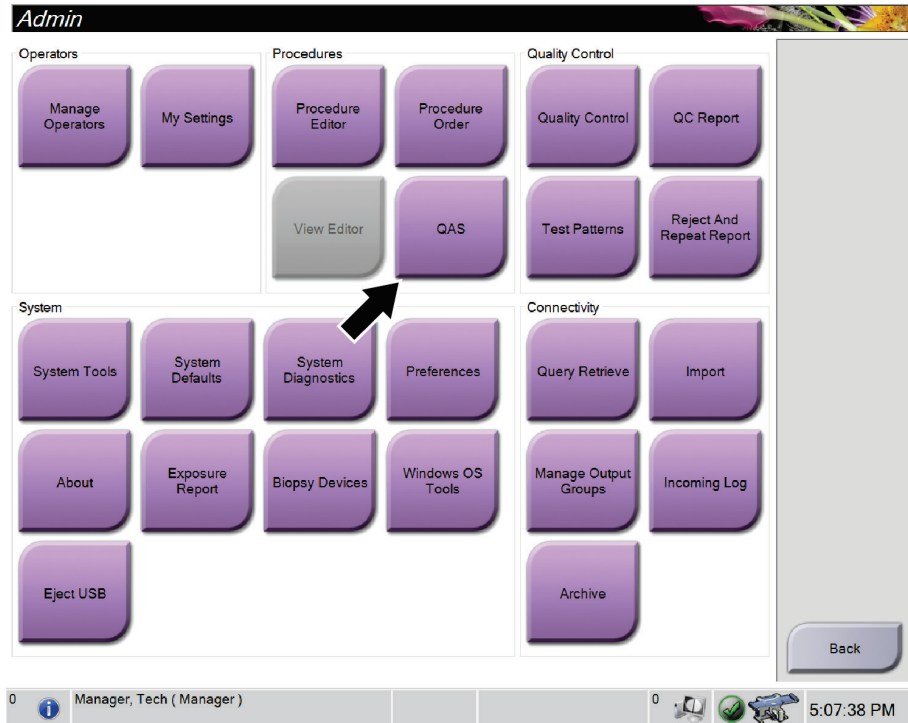 Admin
Operators
Manage
Operators
My Settings
Procedures
Procedure
Editor
Procedure
Order
View Editor
QAS
Quality Control
Quality Control
QC Report
Test Patterns
Reject And
Repeat Report
System
System Tools
System
Defaults
System
Diagnostics
Preferences
About
Exposure
Report
Biopsy Devices
Windows OS
Tools
Eject USB
Connectivity
Query Retrieve
Import
Manage Output
Groups
Incoming Log
Archive
Back
0
Manager, Tech ( Manager )
0
5:07:38 PM